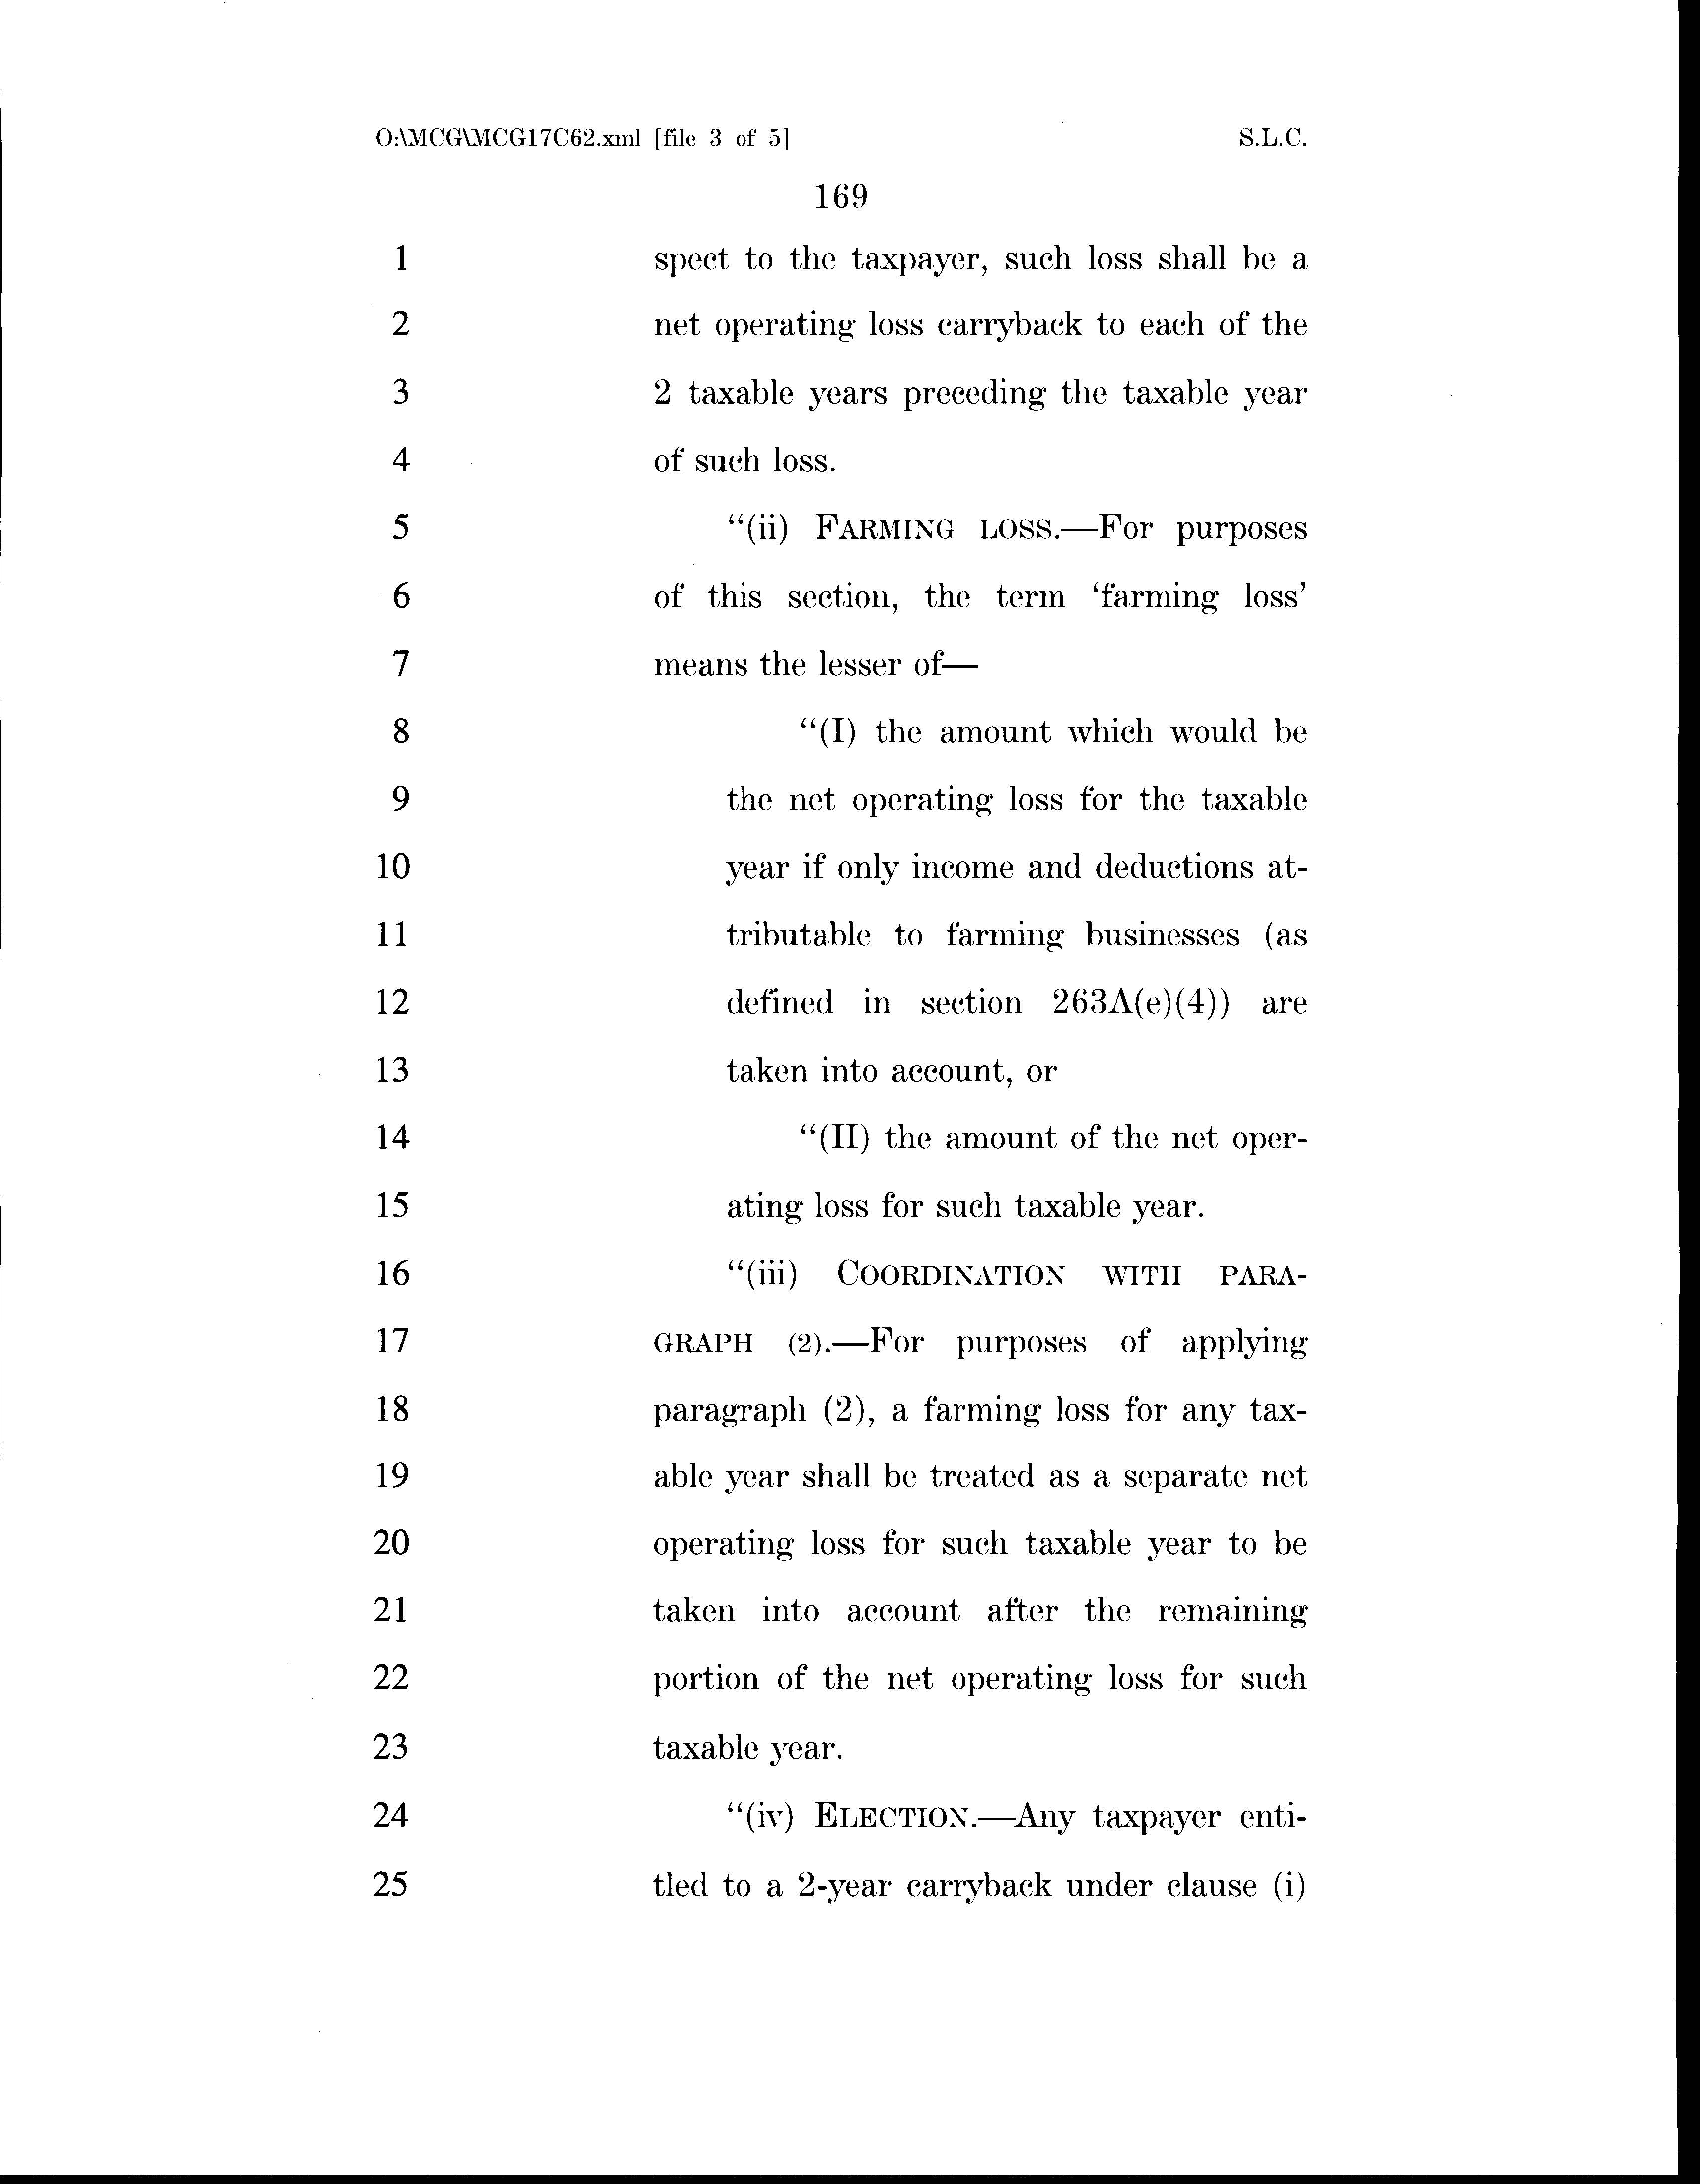 O:\MCG\MCG17C62.xml [file 3 of 5] S.L.C.
169
1 spect to the taxpayer, such loss shall be a
2 net operating loss carryback to each of the
3 2 taxable years preceding the taxable year
4 of such loss.
5 “(ii) FARMING LOSS.—For purposes
6 of this section, the term ‘farming loss’
7 means the lesser of—
8 “(I) the amount which would be
9 the net operating loss for the taxable
10 year if only income and deductions at-
11 tributable to farming businesses (as
12 defined in section 263A(e)(4)) are
13 taken into account, or
14 “(II) the amount of the net oper-
15 ating loss for such taxable year.
16 “(iii) COORDINATION WITH PARA-
17 GRAPH (2).—For purposes of applying
18 paragraph (2), a farming loss for any tax-
19 able year shall be treated as a separate net
20 operating loss for such taxable year to be
21 taken into account after the remaining
22 portion of the net operating loss for such
23 taxable year.
24 “(iv) ELECTION.—Any taxpayer enti-
25 tled to a 2-year carryback under clause (i)